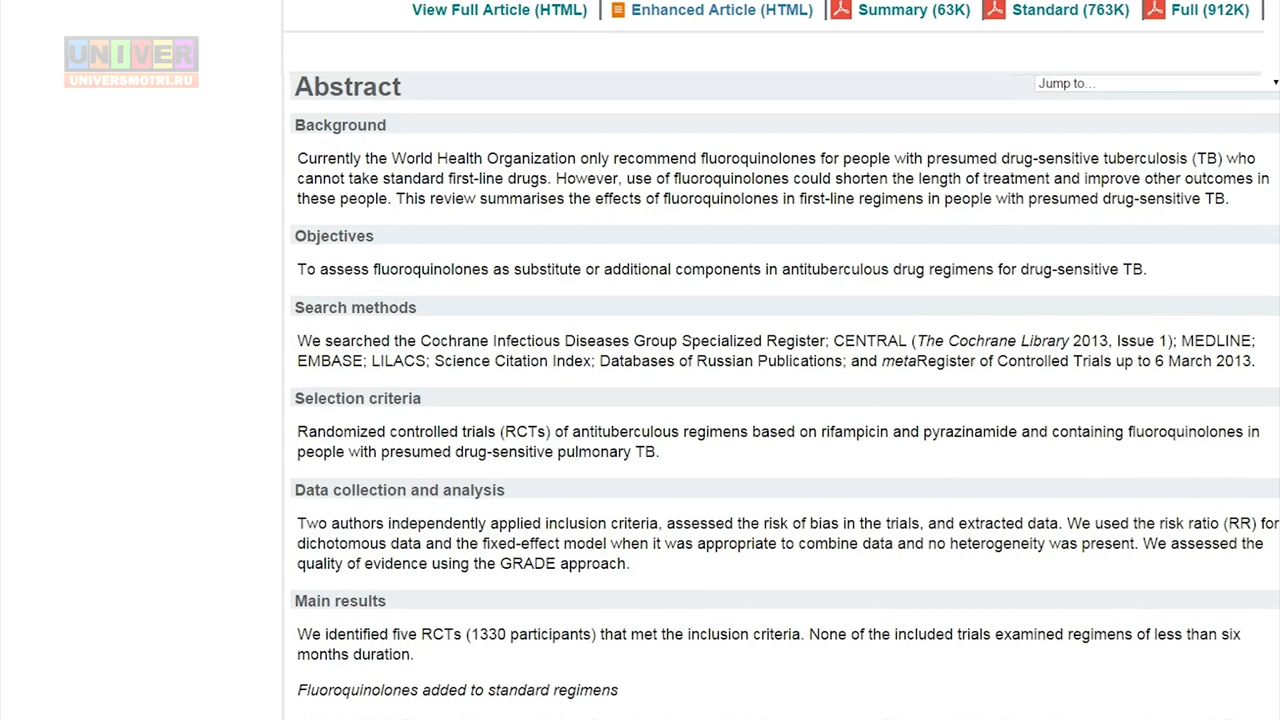 View Full Article (HTML) Enhanced Article (HTML) Summary (63K) Standard (763K) Full (912K)
UNIVER
UNIVERSMOTRI.RU
Abstract
Jump to...
Background
Currently the World Health Organization only recommend fluoroquinolones for people with presumed drug-sensitive tuberculosis (TB) who
cannot take standard first-line drugs. However, use of fluoroquinolones could shorten the length of treatment and improve other outcomes in
these people. This review summarises the effects of fluoroquinolones in first-line regimens in people with presumed drug-sensitive TB.
Objectives
To assess fluoroquinolones as substitute or additional components in antituberculous drug regimens for drug-sensitive TB.
Search methods
We searched the Cochrane Infectious Diseases Group Specialized Register; CENTRAL (The Cochrane Library 2013, Issue 1); MEDLINE;
EMBASE; LILACS; Science Citation Index; Databases of Russian Publications; and metaRegister of Controlled Trials up to 6 March 2013.
Selection criteria
Randomized controlled trials (RCTs) of antituberculous regimens based on rifampicin and pyrazinamide and containing fluoroquinolones in
people with presumed drug-sensitive pulmonary TB.
Data collection and analysis
Two authors independently applied inclusion criteria, assessed the risk of bias in the trials, and extracted data. We used the risk ratio (RR) for
dichotomous data and the fixed-effect model when it was appropriate to combine data and no heterogeneity was present. We assessed the
quality of evidence using the GRADE approach.
Main results
We identified five RCTs (1330 participants) that met the inclusion criteria. None of the included trials examined regimens of less than six
months duration.
Fluoroquinolones added to standard regimens